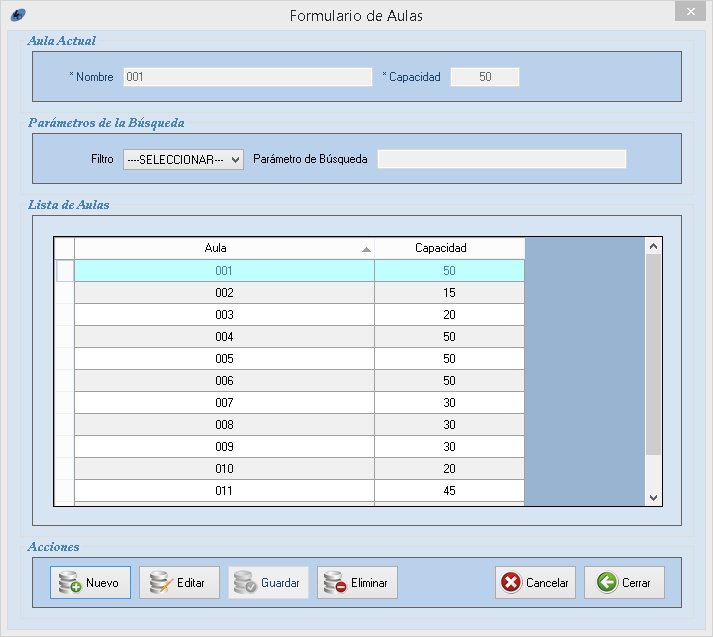 Formulario de Aulas
Aula Actual
* Nombre 001 * Capacidad 50
Parámetros de la Búsqueda
Filtro ----SELECCIONAR--- Parámetro de Búsqueda
Lista de Aulas
Aula Capacidad
001 50
002 15
003 20
004 50
005 50
006 50
007 30
008 30
009 30
010 20
011 45
Acciones
Nuevo Editar Guardar Eliminar Cancelar Cerrar